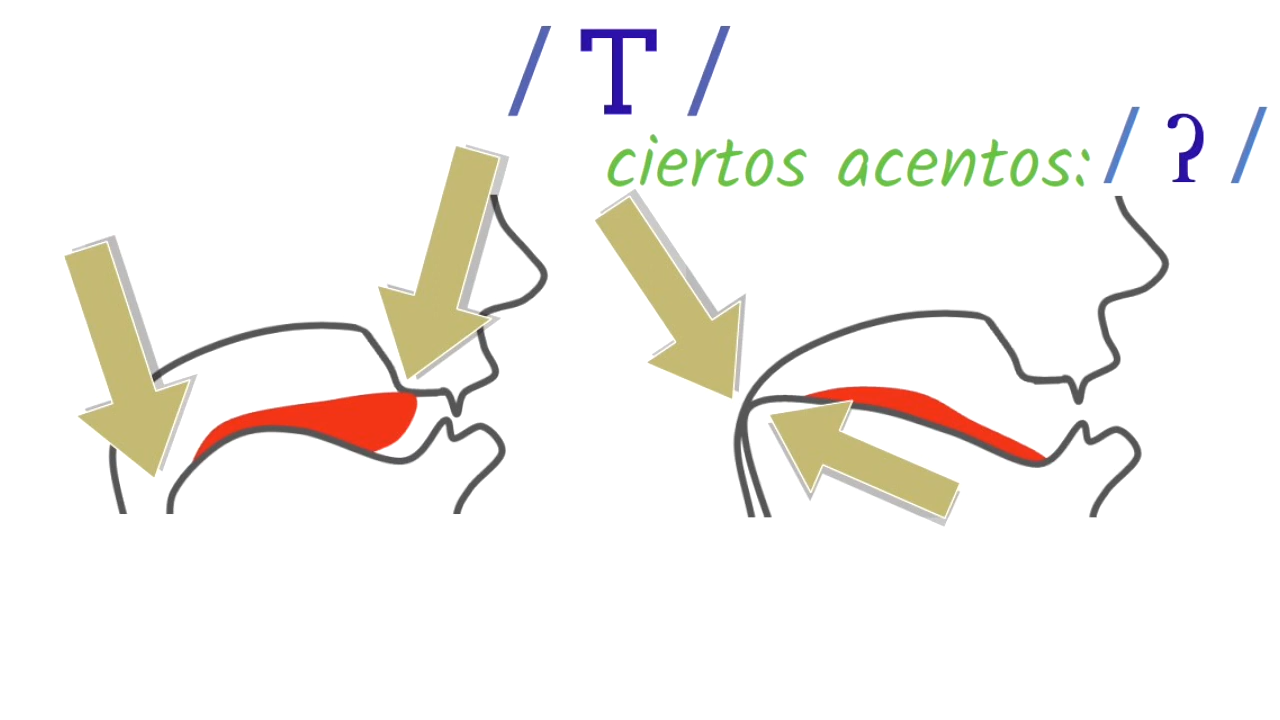 / T /
ciertos acentos: / ʔ /